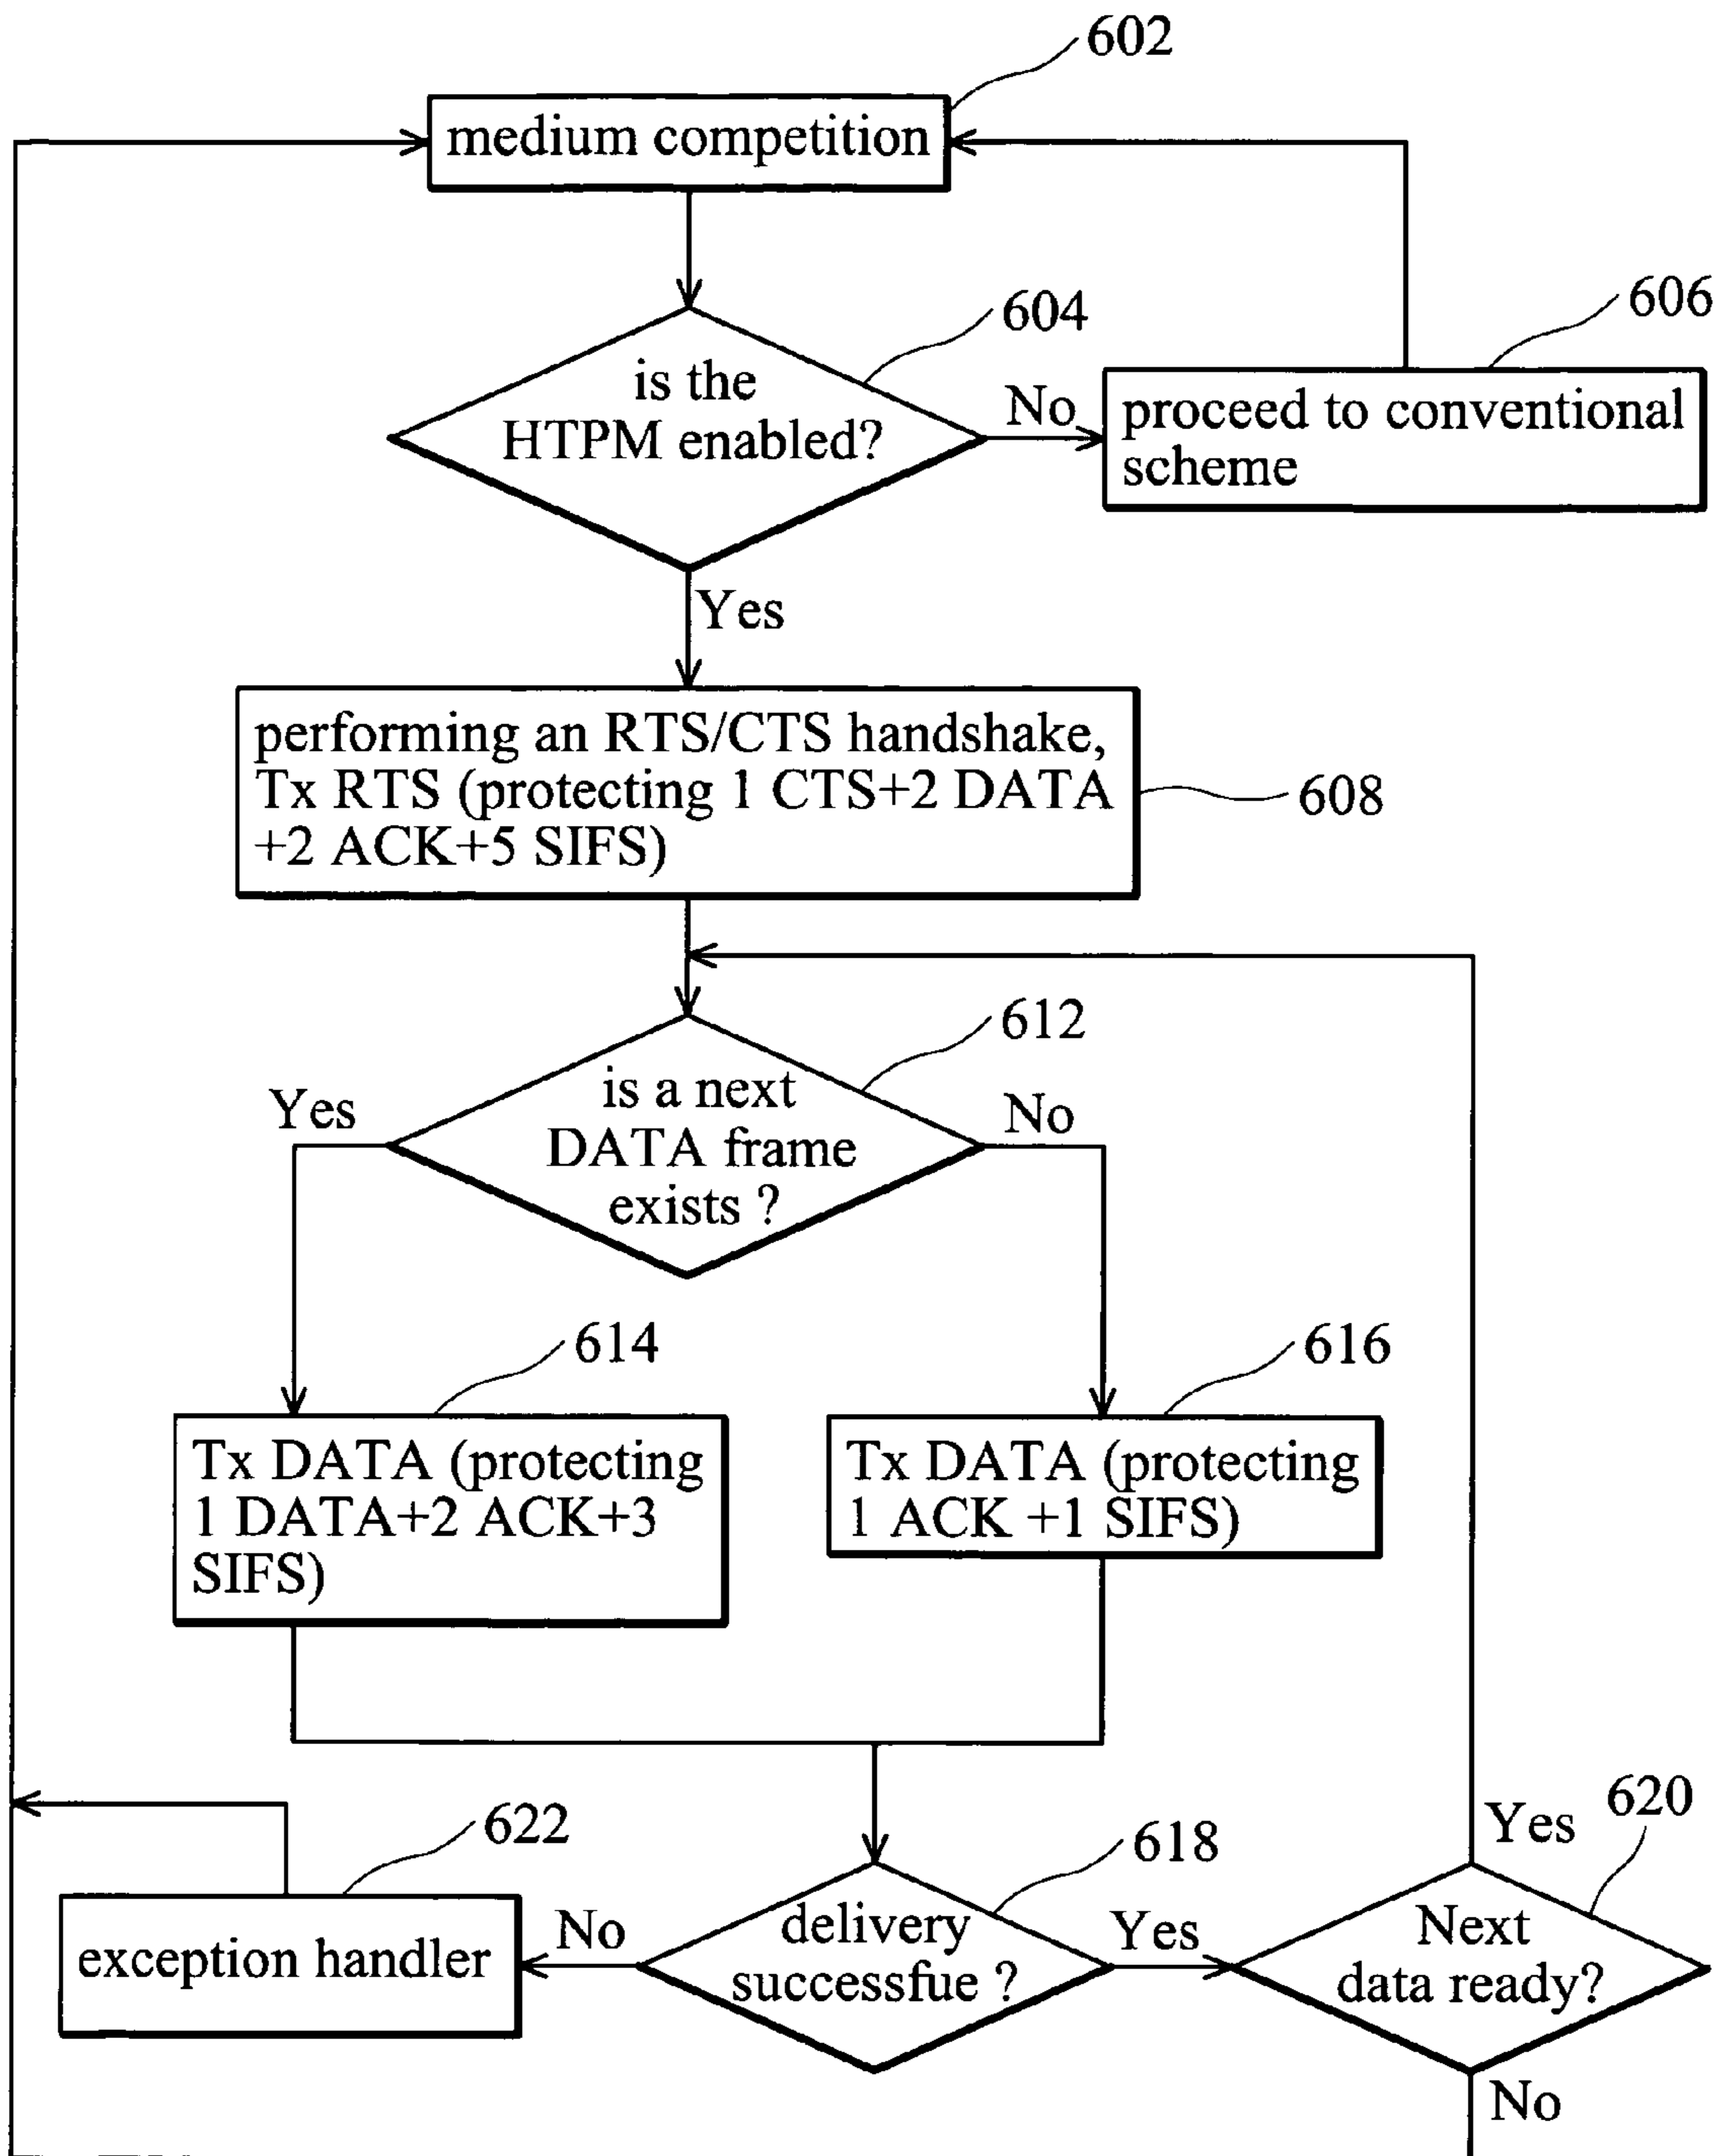 602
medium competition
604
is the
HTPM enabled?
No
606
proceed to conventional
scheme
Yes
performing an RTS/CTS handshake,
Tx RTS (protecting 1 CTS+2 DATA
+2 ACK+5 SIFS)
608
612
is a next
DATA frame
exists ?
Yes
No
614
Tx DATA (protecting
1 DATA+2 ACK+3
SIFS)
616
Tx DATA (protecting
1 ACK +1 SIFS)
622
exception handler
No
618
delivery
successfue ?
Yes
620
Yes
Next
data ready?
No